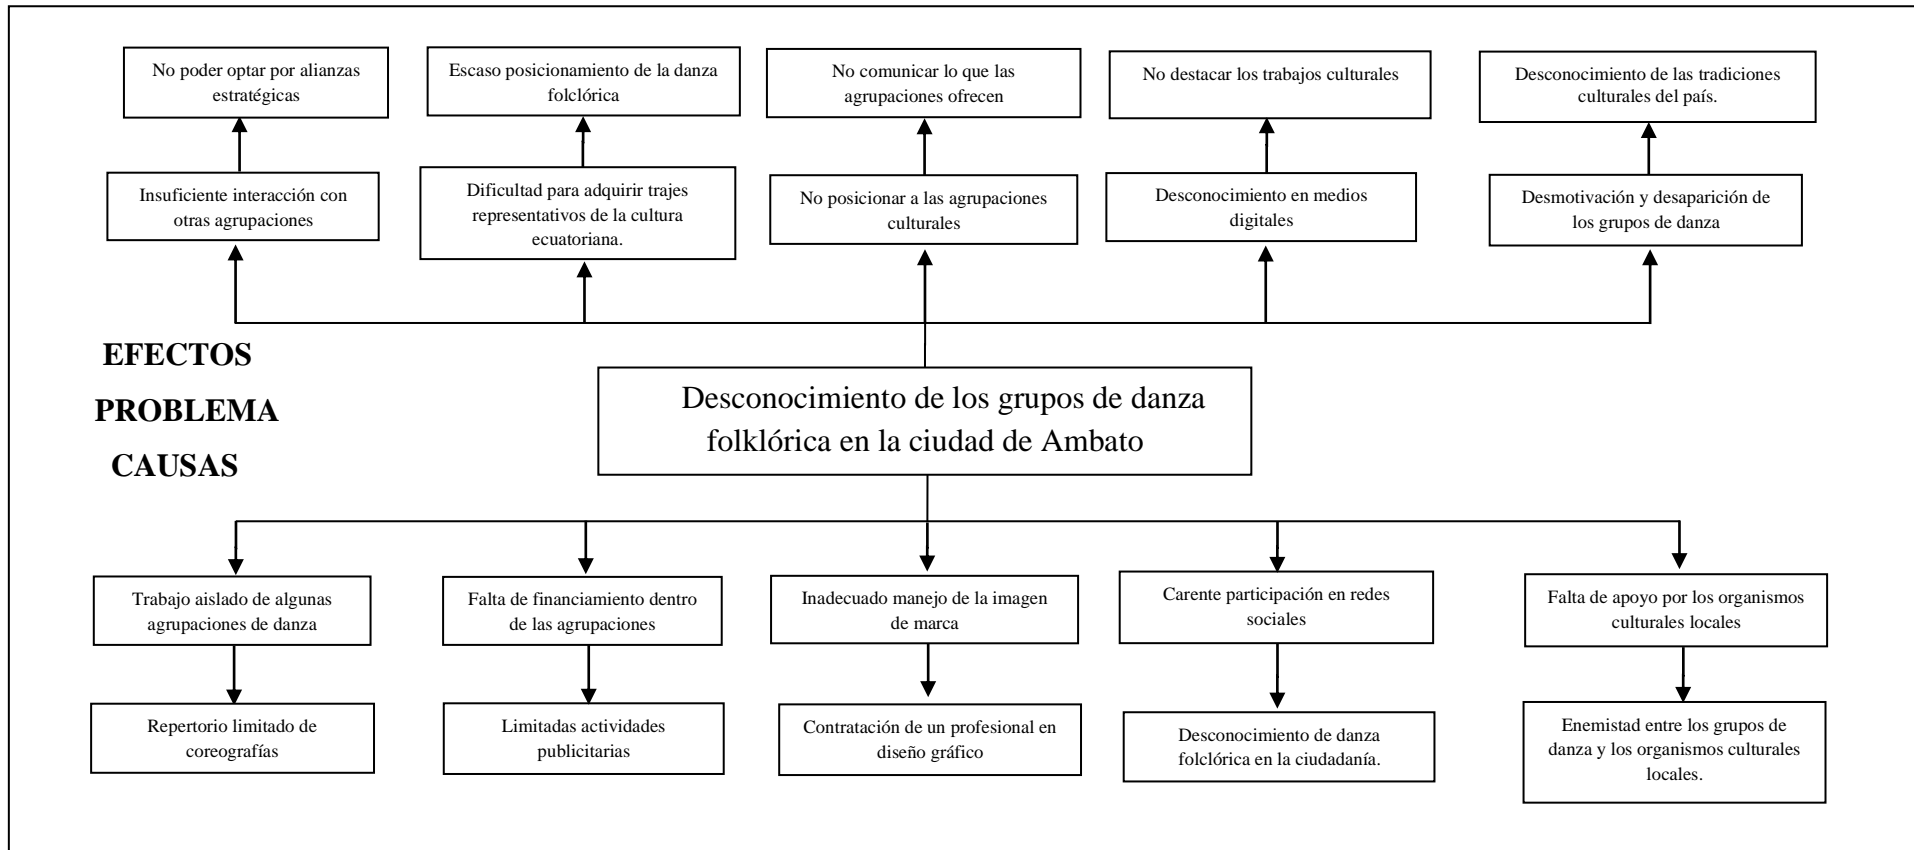 No poder optar por alianzas
estratégicas
Escaso posicionamiento de la danza
folclórica
No comunicar lo que las
agrupaciones ofrecen
No destacar los trabajos culturales
Desconocimiento de las tradiciones
culturales del país.
Insuficiente interacción con
otras agrupaciones
Dificultad para adquirir trajes
representativos de la cultura
ecuatoriana.
No posicionar a las agrupaciones
culturales
Desconocimiento en medios
digitales
Desmotivación y desaparición de
los grupos de danza
EFECTOS
PROBLEMA
CAUSAS
Desconocimiento de los grupos de danza
folklórica en la ciudad de Ambato
Trabajo aislado de algunas
agrupaciones de danza
Falta de financiamiento dentro
de las agrupaciones
Inadecuado manejo de la imagen
de marca
Carente participación en redes
sociales
Falta de apoyo por los organismos
culturales locales
Repertorio limitado de
coreografías
Limitadas actividades
publicitarias
Contratación de un profesional en
diseño gráfico
Desconocimiento de danza
folclórica en la ciudadanía.
Enemistad entre los grupos de
danza y los organismos culturales
locales.